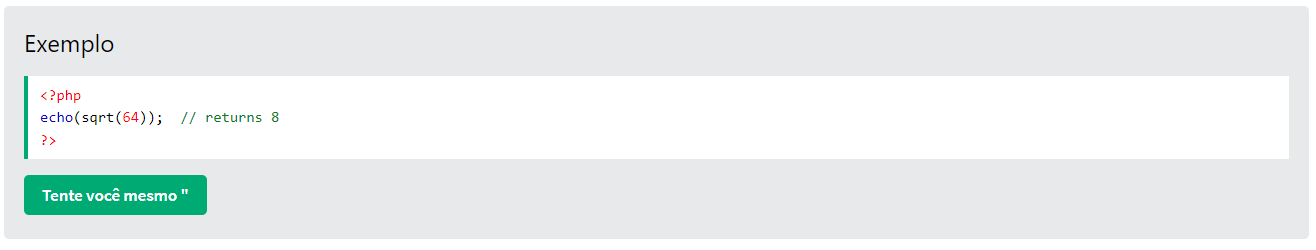 Exemplo
<?php
echo(sqrt(64));  // returns 8
?>
Tente você mesmo "